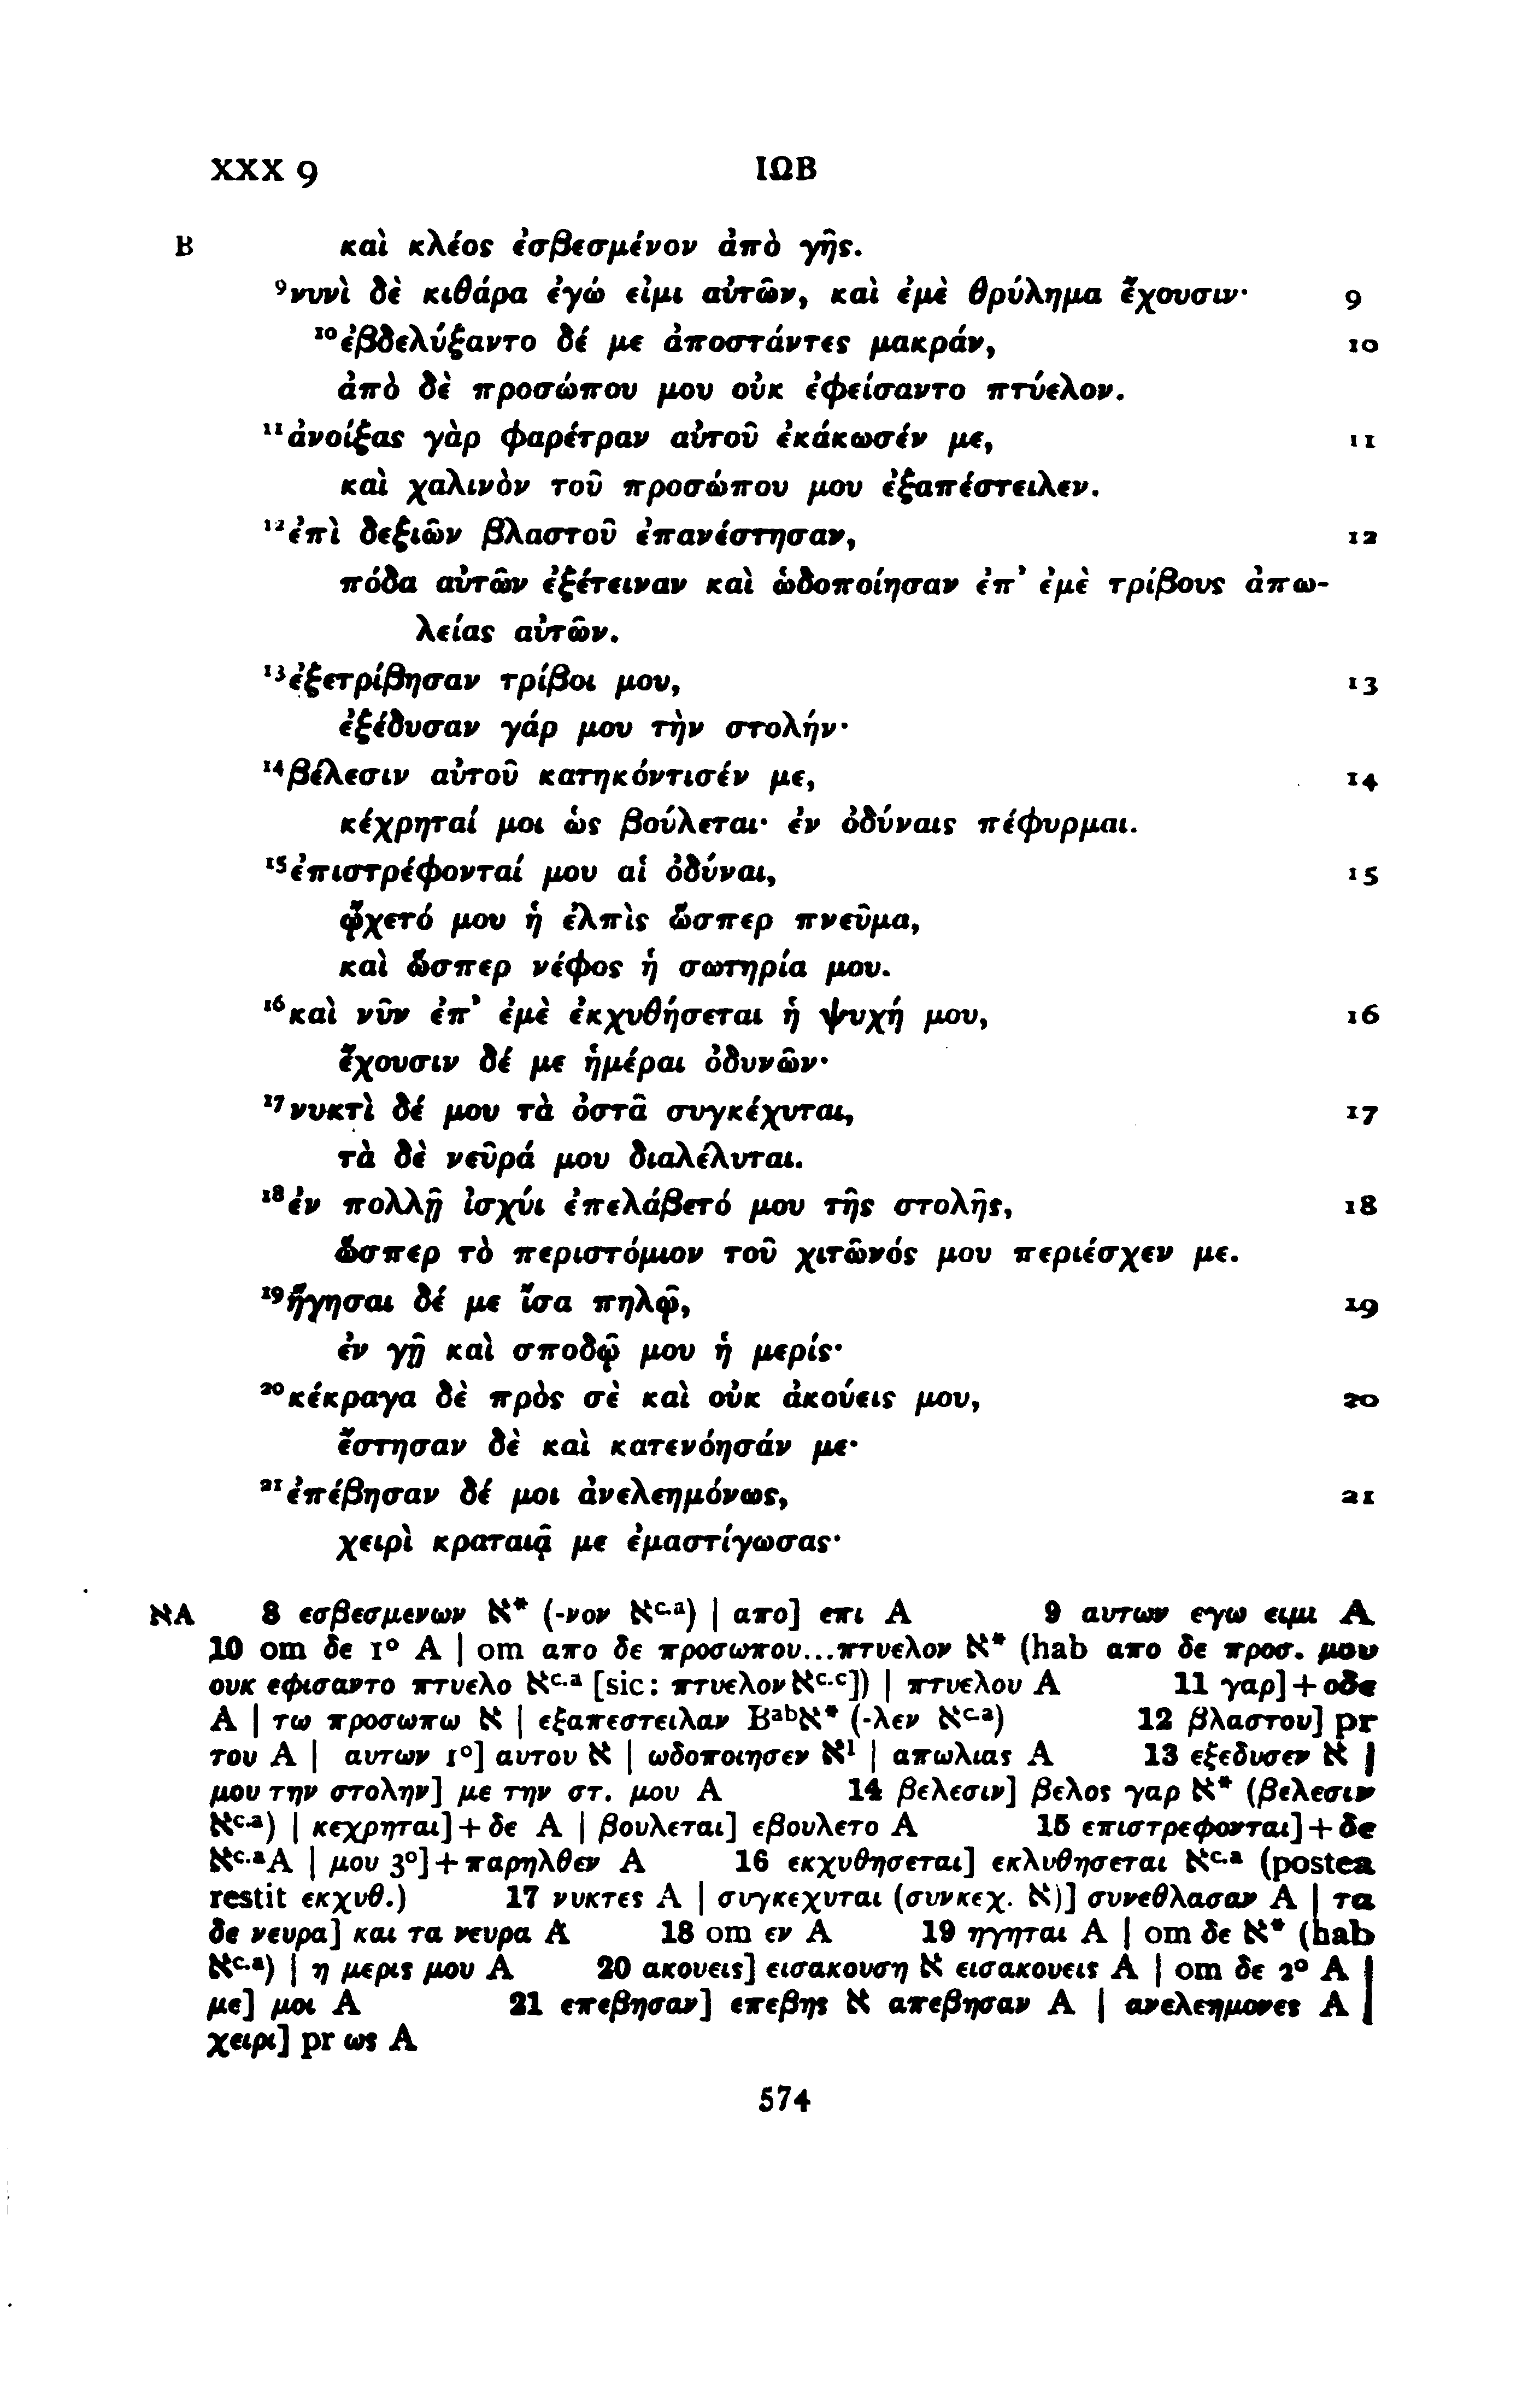 XXX 9 ΙΩΒ
B καὶ κλέος ἐσβεσμένον ἀπὸ γῆς.
⁹νυνὶ δὲ κιθάρα ἐγώ εἰμι αὐτῶν, καὶ ἐμὲ θρύλημα ἔχουσιν· 9
¹⁰ἐβδελύξαντο δέ με ἀποστάντες μακράν, 10
ἀπὸ δὲ προσώπου μου οὐκ ἐφείσαντο πτύελον.
¹¹ἀνοίξας γὰρ φαρέτραν αὐτοῦ ἐκάκωσέν με, 11
καὶ χαλινὸν τοῦ προσώπου μου ἐξαπέστειλεν.
¹²ἐπὶ δεξιῶν βλαστοῦ ἐπανέστησαν, 12
πόδα αὐτῶν ἐξέτειναν καὶ ὡδοποίησαν ἐπ’ ἐμὲ τρίβους ἀπω-
λείας αὐτῶν.
¹³ἐξετρίβησαν τρίβοι μου, 13
ἐξέδυσαν γάρ μου τὴν στολήν·
¹⁴βέλεσιν αὐτοῦ κατηκόντισέν με, 14
κέχρηταί μοι ὡς βούλεται· ἐν ὀδύναις πέφυρμαι.
¹⁵ἐπιστρέφονταί μου αἱ ὀδύναι, 15
ᾤχετό μου ἡ ἐλπὶς ὥσπερ πνεῦμα,
καὶ ὥσπερ νέφος ἡ σωτηρία μου.
¹⁶καὶ νῦν ἐπ’ ἐμὲ ἐκχυθήσεται ἡ ψυχή μου, 16
ἔχουσιν δέ με ἡμέραι ὀδυνῶν·
¹⁷νυκτὶ δέ μου τὰ ὀστᾶ συγκέχυται, 17
τὰ δὲ νεῦρά μου διαλέλυται.
¹⁸ἐν πολλῇ ἰσχύι ἐπελάβετό μου τῆς στολῆς, 18
ὥσπερ τὸ περιστόμιον τοῦ χιτῶνός μου περιέσχεν με.
¹⁹ἥγησαι δέ με ἴσα πηλῷ, 19
ἐν γῇ καὶ σποδῷ μου ἡ μερίς·
²⁰κέκραγα δὲ πρὸς σὲ καὶ οὐκ ἀκούεις μου, 20
ἔστησαν δὲ καὶ κατενόησάν με·
²¹ἐπέβησαν δέ μοι ἀνελεημόνως, 21
χειρὶ κραταιᾷ με ἐμαστίγωσας·
אA 8 εσβεσμενων א* (-νον אᶜ·ᵃ) | απο] επι A 9 αυτων εγω ειμι A
10 om δε 1° A | om απο δε προσωπου...πτυελον א* (hab απο δε προσ. μου
ουκ εφισαντο πτυελο אᶜ·ᵃ [sic: πτυελον אᶜ·ᶜ]) | πτυελου A 11 γαρ]+οδε
A | τω προσωπω א | εξαπεστειλαν Bᵃᵇא* (-λεν אᶜ·ᵃ) 12 βλαστου] pr
του A | αυτων 1°] αυτου א | ωδοποιησεν א¹ | απωλιας A 13 εξεδυσεν א |
μου την στολην] με την στ. μου A 14 βελεσιν] βελος γαρ א* (βελεσιν
אᶜ·ᵃ) | κεχρηται]+δε A | βουλεται] εβουλετο A 15 επιστρεφονται]+δε
אᶜ·ᵃA | μου 3°]+παρηλθεν A 16 εκχυθησεται] εκλυθησεται אᶜ·ᵃ (postea
restit εκχυθ.) 17 νυκτες A | συγκεχυται (συνκεχ. א)] συνεθλασαν A | τα
δε νευρα] και τα νευρα A 18 om εν A 19 ηγηται A | om δε א* (hab
אᶜ·ᵃ) | η μερις μου A 20 ακουεις] εισακουση א εισακουεις A | om δε 2° A |
με] μοι A 21 επεβησαν] επεβης א απεβησαν A | ανελεημονες A |
χειρι] pr ως A
574